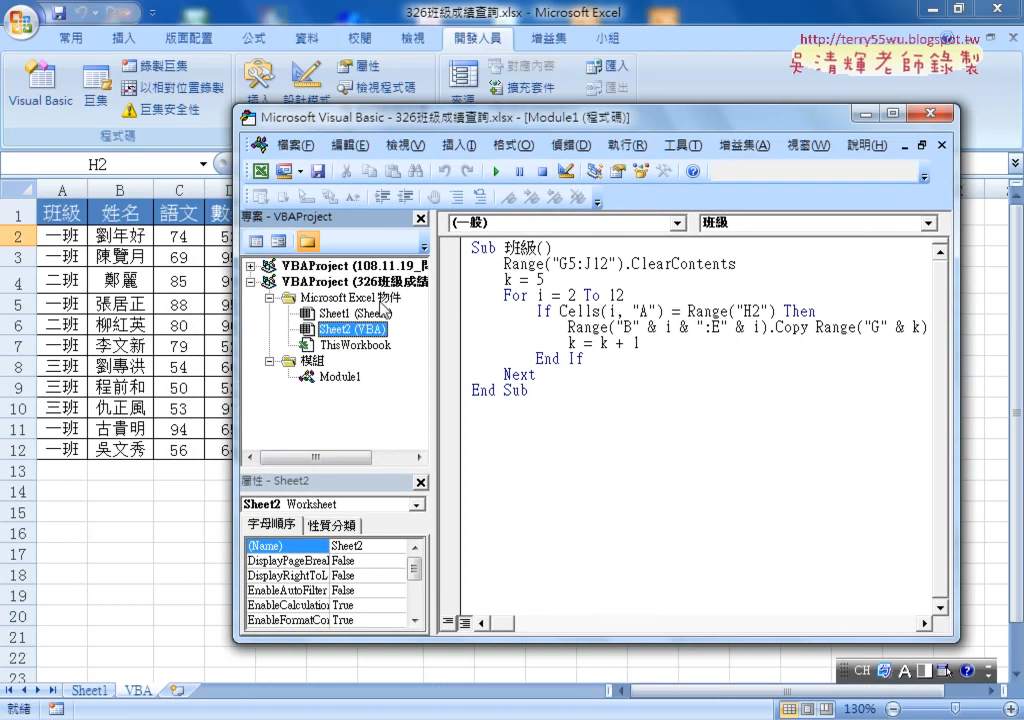 326班級成績查詢.xlsx - Microsoft Excel
常用 插入 版面配置 公式 資料 校閱 檢視 開發人員 增益集 小組
http://terry55wu.blogspot.tw
吳清輝老師錄製
Visual Basic 巨集 錄製巨集 以相對位置錄製 巨集安全性
程式碼
插入 設計模式 屬性 檢視程式碼
來源 對應內容 擴充套件 匯入 匯出
Microsoft Visual Basic - 326班級成績查詢.xlsx - [Module1 (程式碼)]
檔案(F) 編輯(E) 檢視(V) 插入(I) 格式(O) 偵錯(D) 執行(R) 工具(T) 增益集(A) 視窗(W) 說明(H)
H2
專案 - VBAProject
(一般) 班級
VBAProject (108.11.19_
VBAProject (326班級成績
Microsoft Excel 物件
Sheet1 (Sheet
Sheet2 (VBA)
ThisWorkbook
模組
Module1
Sub 班級()
Range("G5:J12").ClearContents
k = 5
For i = 2 To 12
If Cells(i, "A") = Range("H2") Then
Range("B" & i & ":E" & i).Copy Range("G" & k)
k = k + 1
End If
Next
End Sub
屬性 - Sheet2
Sheet2 Worksheet
字母順序 性質分類
(Name) Sheet2
DisplayPageBreal False
DisplayRightToL False
EnableAutoFilter False
EnableCalculation True
EnableFormatCon True
A B C D
1 班級 姓名 語文 數
2 一班 劉年好 74
3 一班 陳覽月 69
4 二班 鄭麗 85
5 一班 張居正 88
6 二班 柳紅英 80
7 一班 李文新 79
8 三班 劉專洪 54
9 三班 程前和 50
10 三班 仇正風 53
11 一班 古貴明 94
12 一班 吳文秀 56
13
14
15
16
17
18
19
20
21
22
23
Sheet1 VBA
CH
就緒 130%